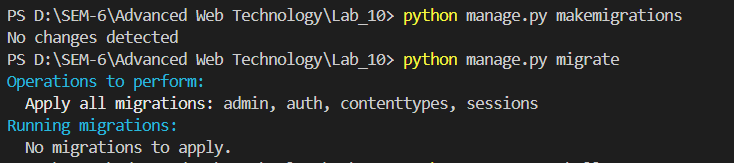 PS D:\SEM-6\Advanced Web Technology\Lab_10> python manage.py makemigrations
No changes detected
PS D:\SEM-6\Advanced Web Technology\Lab_10> python manage.py migrate
Operations to perform:
  Apply all migrations: admin, auth, contenttypes, sessions
Running migrations:
  No migrations to apply.